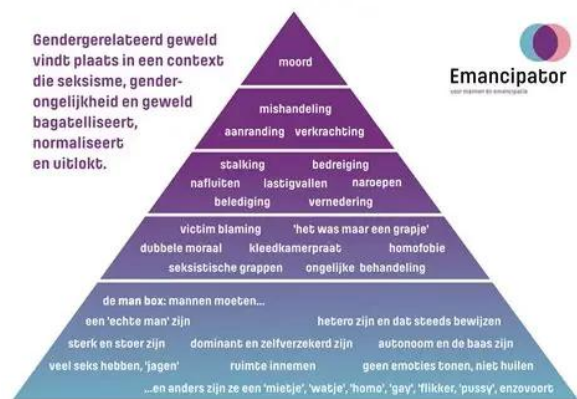 Gendergerelateerd geweld
vindt plaats in een context
die seksisme, gender-
ongelijkheid en geweld
bagatelliseert,
normaliseert
en uitlokt.
Emancipator
voor mannen en emancipatie
moord
mishandeling
aanranding verkrachting
stalking bedreiging
nafluiten lastigvallen naroepen
belediging vernedering
victim blaming 'het was maar een grapje'
dubbele moraal kleedkamerpraat homofobie
seksistische grappen ongelijke behandeling
de man box: mannen moeten...
een 'echte man' zijn hetero zijn en dat steeds bewijzen
sterk en stoer zijn dominant en zelfverzekerd zijn autonoom en de baas zijn
veel seks hebben, 'jagen' ruimte innemen geen emoties tonen, niet huilen
...en anders zijn ze een 'mietje', 'watje', 'homo', 'gay', 'flikker, 'pussy', enzovoort